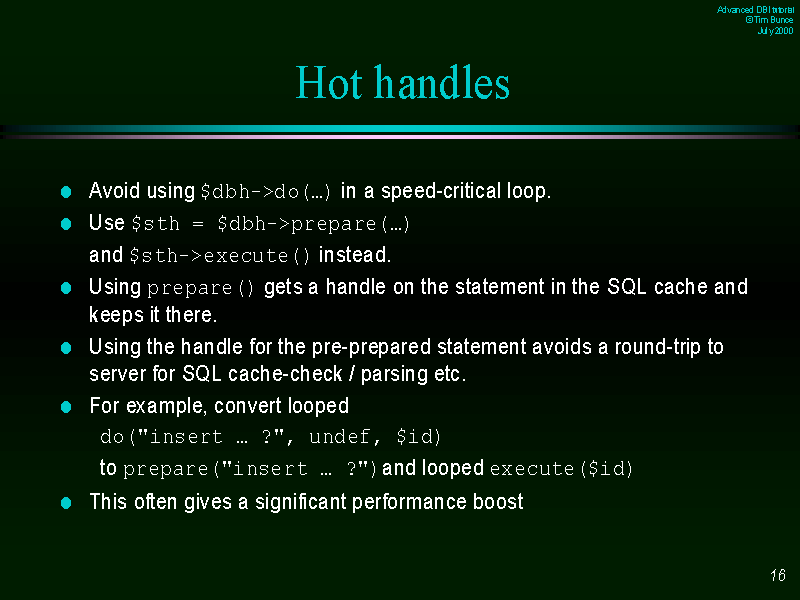 Advanced DBI tutorial
©Tim Bunce
July 2000
Hot handles
Avoid using $dbh->do(…) in a speed-critical loop.
Use $sth = $dbh->prepare(…)
and $sth->execute() instead.
Using prepare() gets a handle on the statement in the SQL cache and
keeps it there.
Using the handle for the pre-prepared statement avoids a round-trip to
server for SQL cache-check / parsing etc.
For example, convert looped
do("insert … ?", undef, $id)
to prepare("insert … ?") and looped execute($id)
This often gives a significant performance boost
16